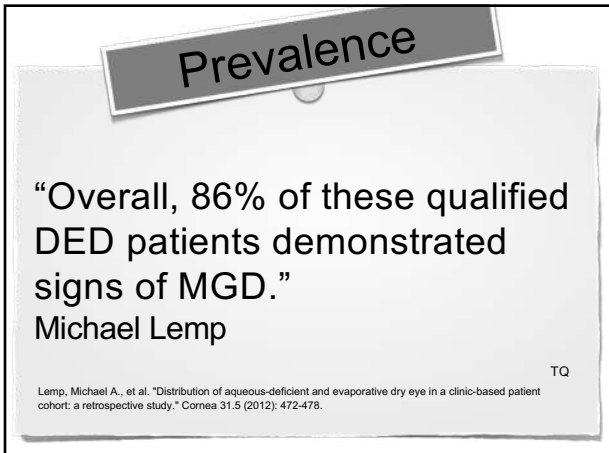 Prevalence
“Overall, 86% of these qualified
DED patients demonstrated
signs of MGD.”
Michael Lemp
TQ
Lemp, Michael A., et al. "Distribution of aqueous-deficient and evaporative dry eye in a clinic-based patient
cohort: a retrospective study." Cornea 31.5 (2012): 472-478.